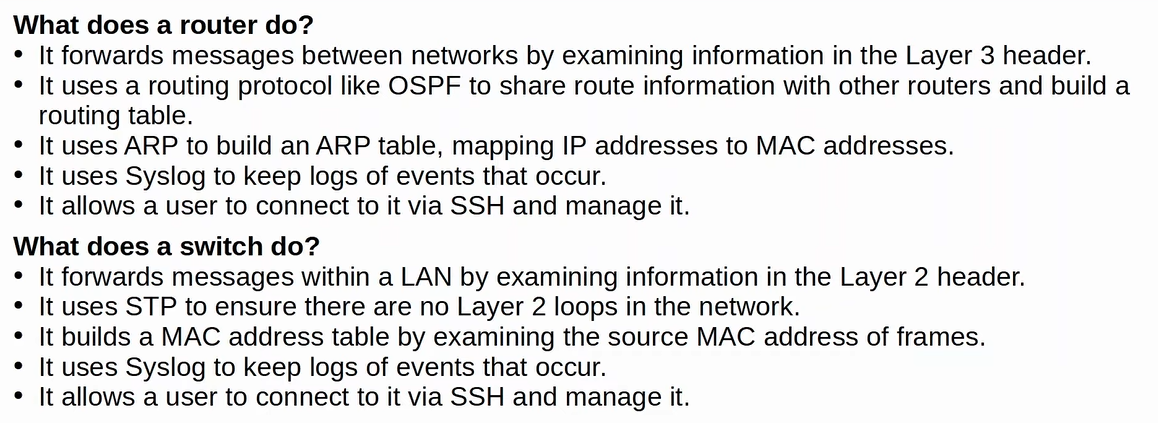 What does a router do?
• It forwards messages between networks by examining information in the Layer 3 header.
• It uses a routing protocol like OSPF to share route information with other routers and build a
routing table.
• It uses ARP to build an ARP table, mapping IP addresses to MAC addresses.
• It uses Syslog to keep logs of events that occur.
• It allows a user to connect to it via SSH and manage it.
What does a switch do?
• It forwards messages within a LAN by examining information in the Layer 2 header.
• It uses STP to ensure there are no Layer 2 loops in the network.
• It builds a MAC address table by examining the source MAC address of frames.
• It uses Syslog to keep logs of events that occur.
• It allows a user to connect to it via SSH and manage it.